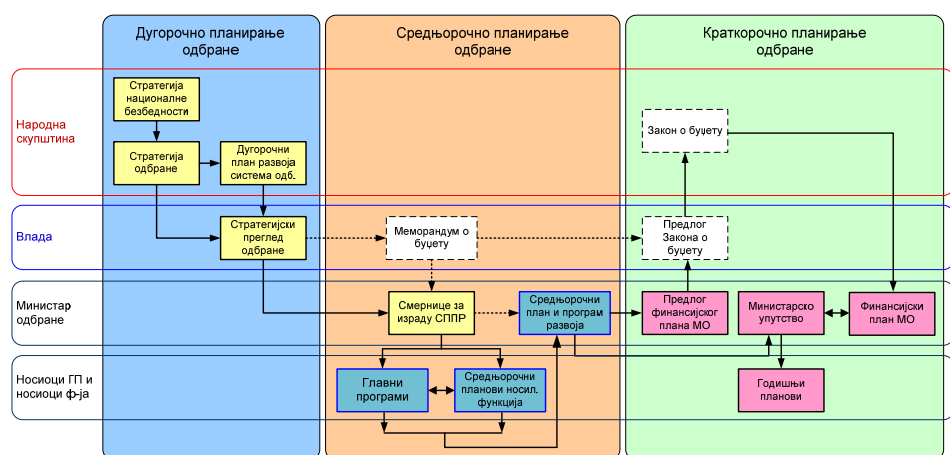 Дугорочно планирање
одбране
Средњорочно планирање
одбране
Краткорочно планирање
одбране
Народна
скупштина
Стратегија
националне
безбедности
Стратегија
одбране
Дугорочни
план развоја
система одб.
Закон о буџету
Влада
Стратегијски
преглед
одбране
Меморандум о
буџету
Предлог
Закона о
буџету
Министар
одбране
Смернице за
израду СППР
Средњорочни
план и програм
развоја
Предлог
финансијског
плана МО
Министарско
упутство
Финансијски
план МО
Носиоци ГП и
носиоци ф-ја
Главни
програми
Средњорочни
планови носил.
функција
Годишњи
планови